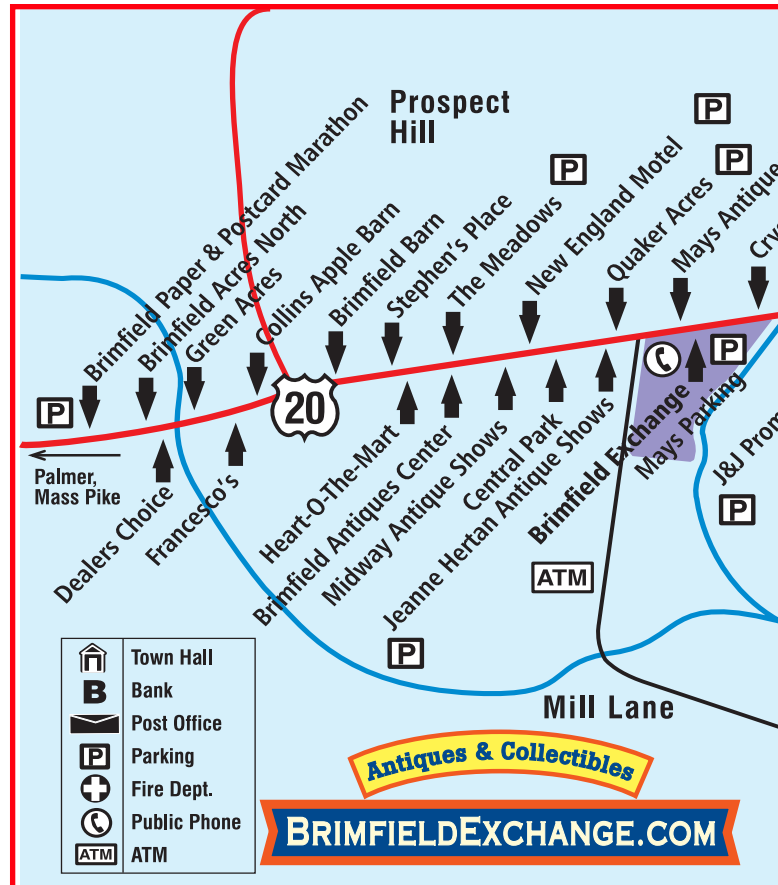 Prospect
Hill
P
P
P
Brimfield Paper & Postcard Marathon
Brimfield Acres North
Green Acres
Collins Apple Barn
Brimfield Barn
Stephen's Place
The Meadows
New England Motel
Quaker Acres
Mays Antique
P
20
P
Palmer,
Mass Pike
Dealers Choice
Francesco's
Heart-O-The-Mart
Brimfield Antiques Center
Midway Antique Shows
Central Park
Jeanne Hertan Antique Shows
Brimfield Exchange
Mays Parking
J&J
P
ATM
P
Mill Lane
Town Hall
B Bank
Post Office
P Parking
Fire Dept.
Public Phone
ATM ATM
Antiques & Collectibles
BRIMFIELDEXCHANGE.COM